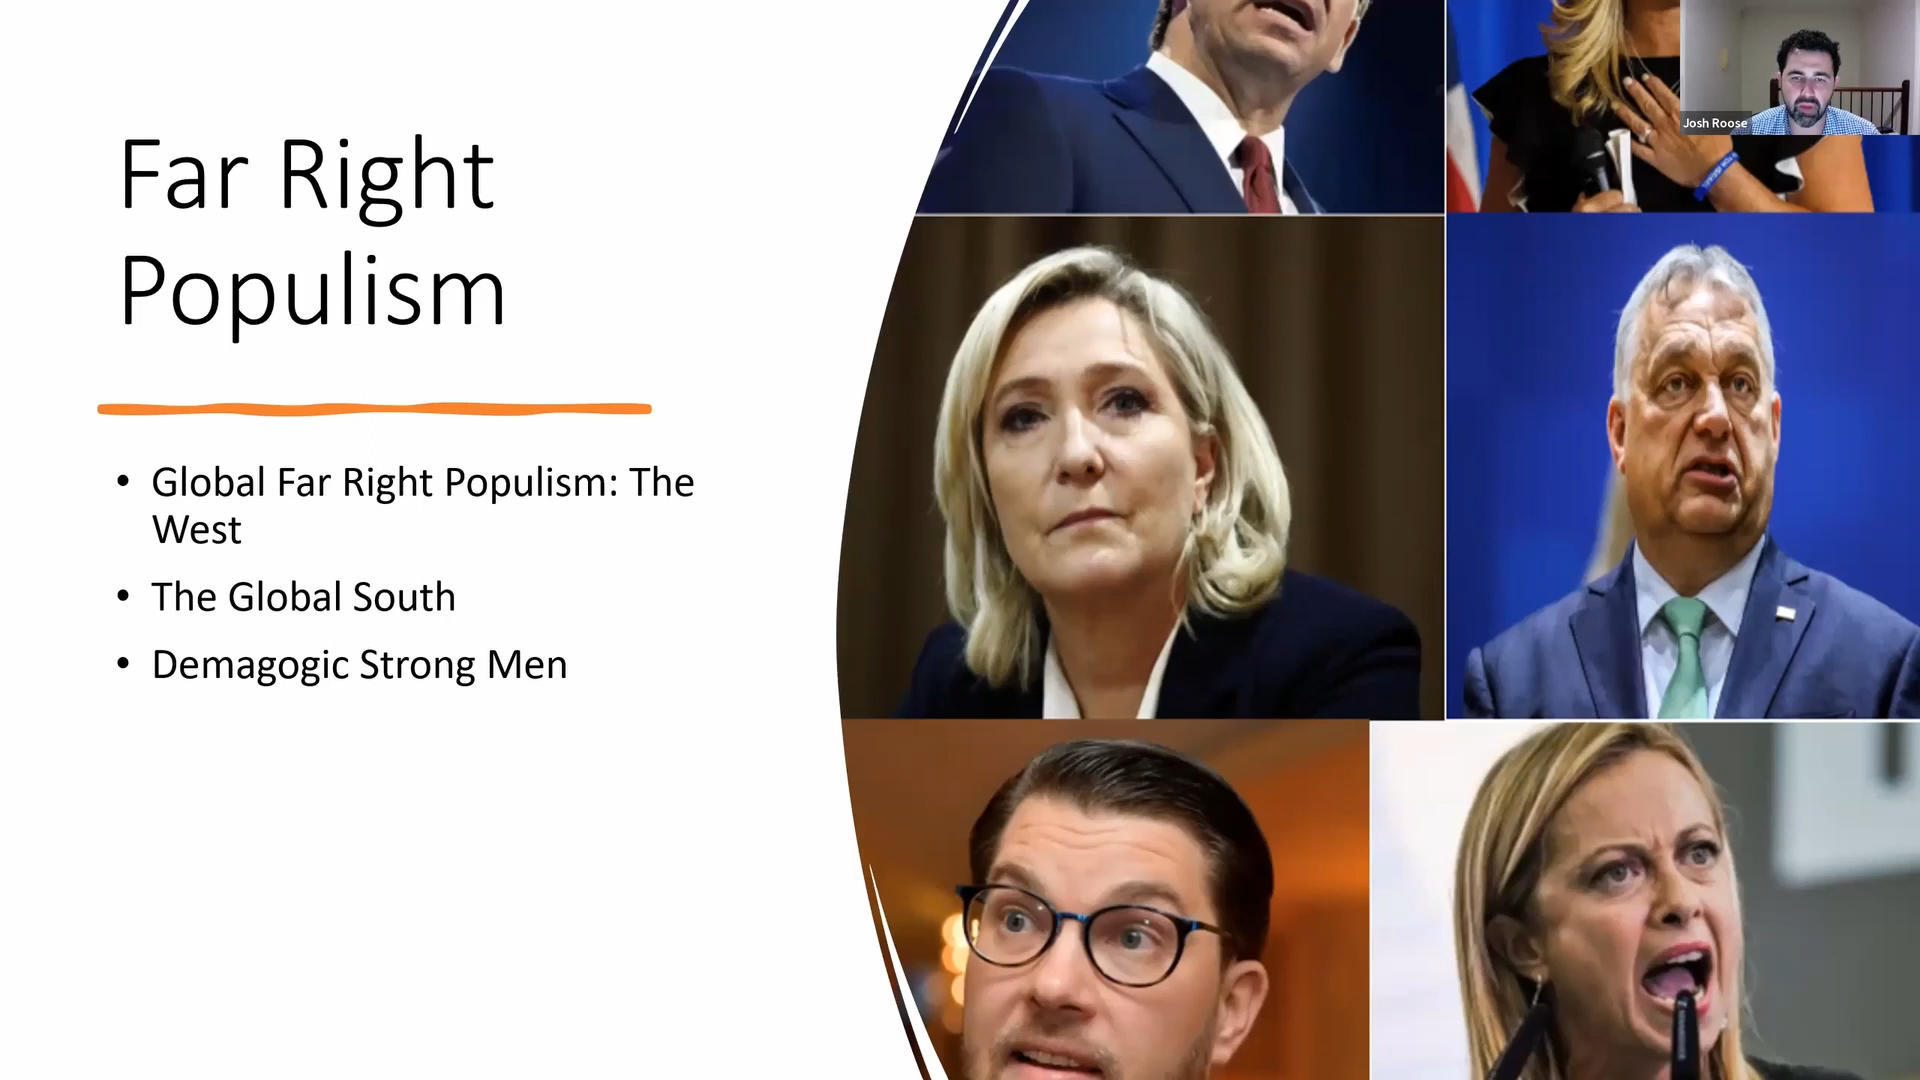 Far Right
Populism
• Global Far Right Populism: The
West
• The Global South
• Demagogic Strong Men
Josh Roose